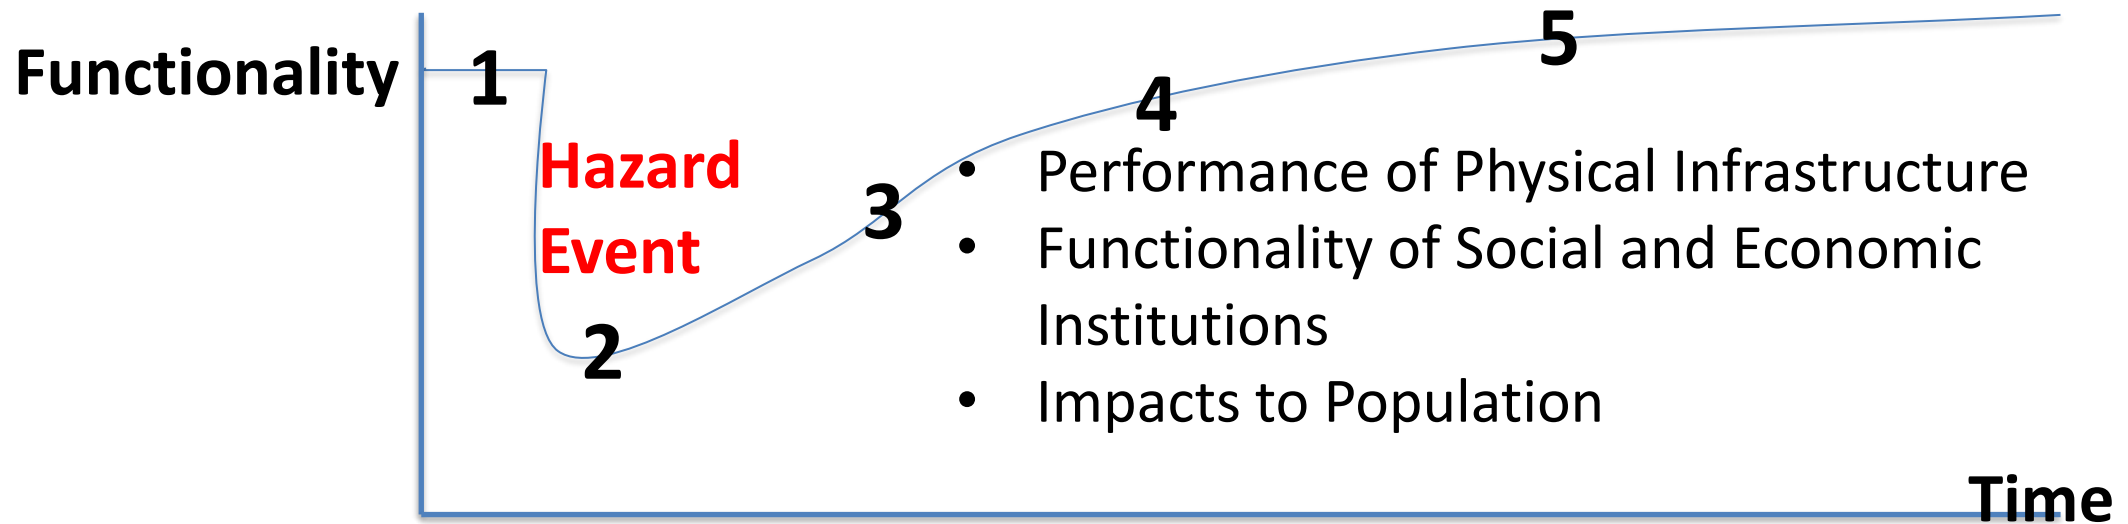 Functionality
1
Hazard
Event
2
3
4
5
• Performance of Physical Infrastructure
• Functionality of Social and Economic
Institutions
• Impacts to Population
Time